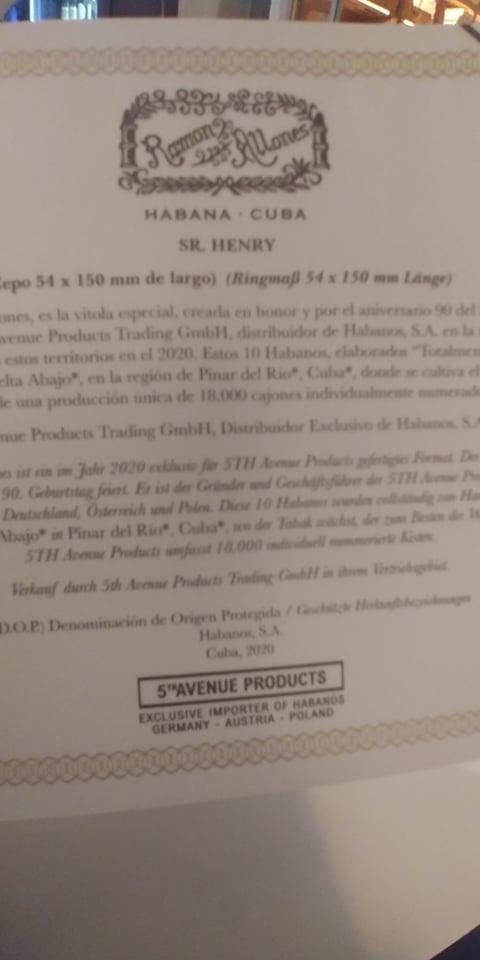 Ramon Allones
HABANA · CUBA
SR. HENRY
Cepo 54 x 150 mm de largo) (Ringmaß 54 x 150 mm Länge)
ones, es la vitola especial, creada en honor y por el aniversario 90 del
Avenue Products Trading GmbH, distribuidor de Habanos, S.A. en la
estos territorios en el 2020. Estos 10 Habanos, elaborados "Totalmen
elta Abajo*, en la región de Pinar del Río*, Cuba*, donde se cultiva el
de una producción única de 18.000 cajones individualmente numerado
nue Products Trading GmbH, Distribuidor Exclusivo de Habanos, S.A
es ist ein im Jahr 2020 exklusiv für 5TH Avenue Products gefertigtes Format. Der
90. Geburtstag feiert. Er ist der Gründer und Geschäftsführer der 5TH Avenue Pro
Deutschland, Österreich und Polen. Diese 10 Habanos wurden vollständig von Han
Abajo* in Pinar del Río*, Cuba*, wo der Tabak wächst, der zum Besten der W
5TH Avenue Products umfasst 18.000 individuell nummerierte Kisten.
Verkauf durch 5th Avenue Products Trading-GmbH in ihrem Vertriebsgebiet.
D.O.P.) Denominación de Origen Protegida / Geschützte Herkunftsbezeichnungen
Habanos, S.A.
Cuba, 2020
5THAVENUE PRODUCTS
EXCLUSIVE IMPORTER OF HABANOS
GERMANY - AUSTRIA - POLAND